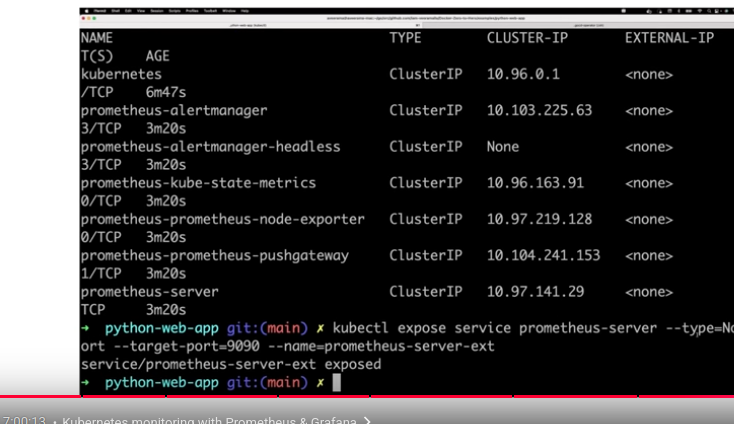 NAME TYPE CLUSTER-IP EXTERNAL-IP
T(S) AGE
kubernetes ClusterIP 10.96.0.1 <none>
/TCP 6m47s
prometheus-alertmanager ClusterIP 10.103.225.63 <none>
3/TCP 3m20s
prometheus-alertmanager-headless ClusterIP None <none>
3/TCP 3m20s
prometheus-kube-state-metrics ClusterIP 10.96.163.91 <none>
0/TCP 3m20s
prometheus-prometheus-node-exporter ClusterIP 10.97.219.128 <none>
0/TCP 3m20s
prometheus-prometheus-pushgateway ClusterIP 10.104.241.153 <none>
1/TCP 3m20s
prometheus-server ClusterIP 10.97.141.29 <none>
TCP 3m20s
→ python-web-app git:(main) ✗ kubectl expose service prometheus-server --type=No
ort --target-port=9090 --name=prometheus-server-ext
service/prometheus-server-ext exposed
→ python-web-app git:(main) ✗
7:00:13 • Kubernetes monitoring with Prometheus & Grafana >